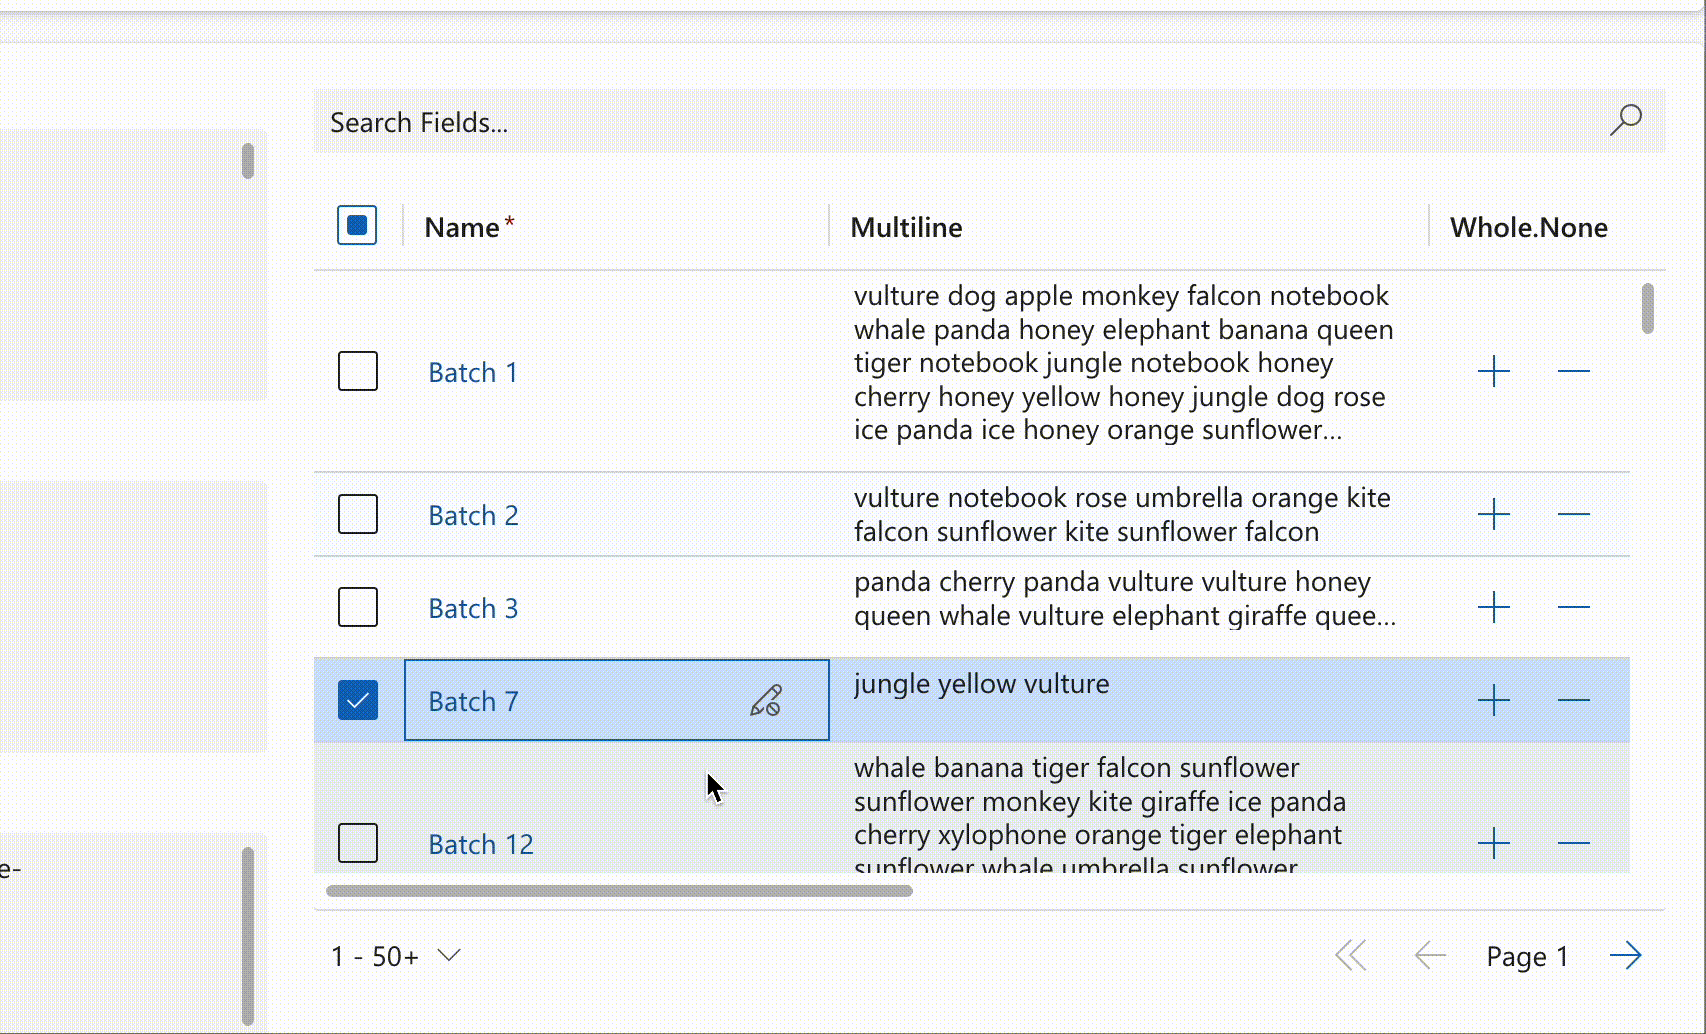 Search Fields...
Name* Multiline Whole.None
Batch 1
vulture dog apple monkey falcon notebook
whale panda honey elephant banana queen
tiger notebook jungle notebook honey
cherry honey yellow honey jungle dog rose
ice panda ice honey orange sunflower...
Batch 2
vulture notebook rose umbrella orange kite
falcon sunflower kite sunflower falcon
Batch 3
panda cherry panda vulture vulture honey
queen whale vulture elephant giraffe quee...
Batch 7
jungle yellow vulture
Batch 12
whale banana tiger falcon sunflower
sunflower monkey kite giraffe ice panda
cherry xylophone orange tiger elephant
sunflower whale umbrella sunflower
e-
1 - 50+
Page 1